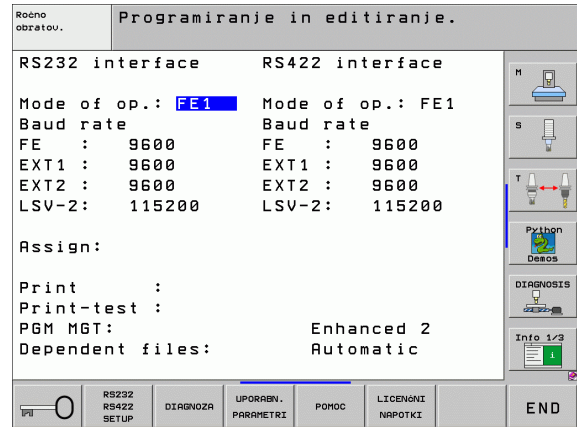 Ročno
obratov.
Programiranje in editiranje.
RS232 interface RS422 interface
Mode of op.: FE1 Mode of op.: FE1
Baud rate Baud rate
FE : 9600 FE : 9600
EXT1 : 9600 EXT1 : 9600
EXT2 : 9600 EXT2 : 9600
LSV-2: 115200 LSV-2: 115200
Assign:
Print :
Print-test :
PGM MGT: Enhanced 2
Dependent files: Automatic
M
S
T
Python
Demos
DIAGNOSIS
Info 1/3
i
RS232
RS422
SETUP
DIAGNOZA
UPORABN.
PARAMETRI
POMOC
LICENčNI
NAPOTKI
END